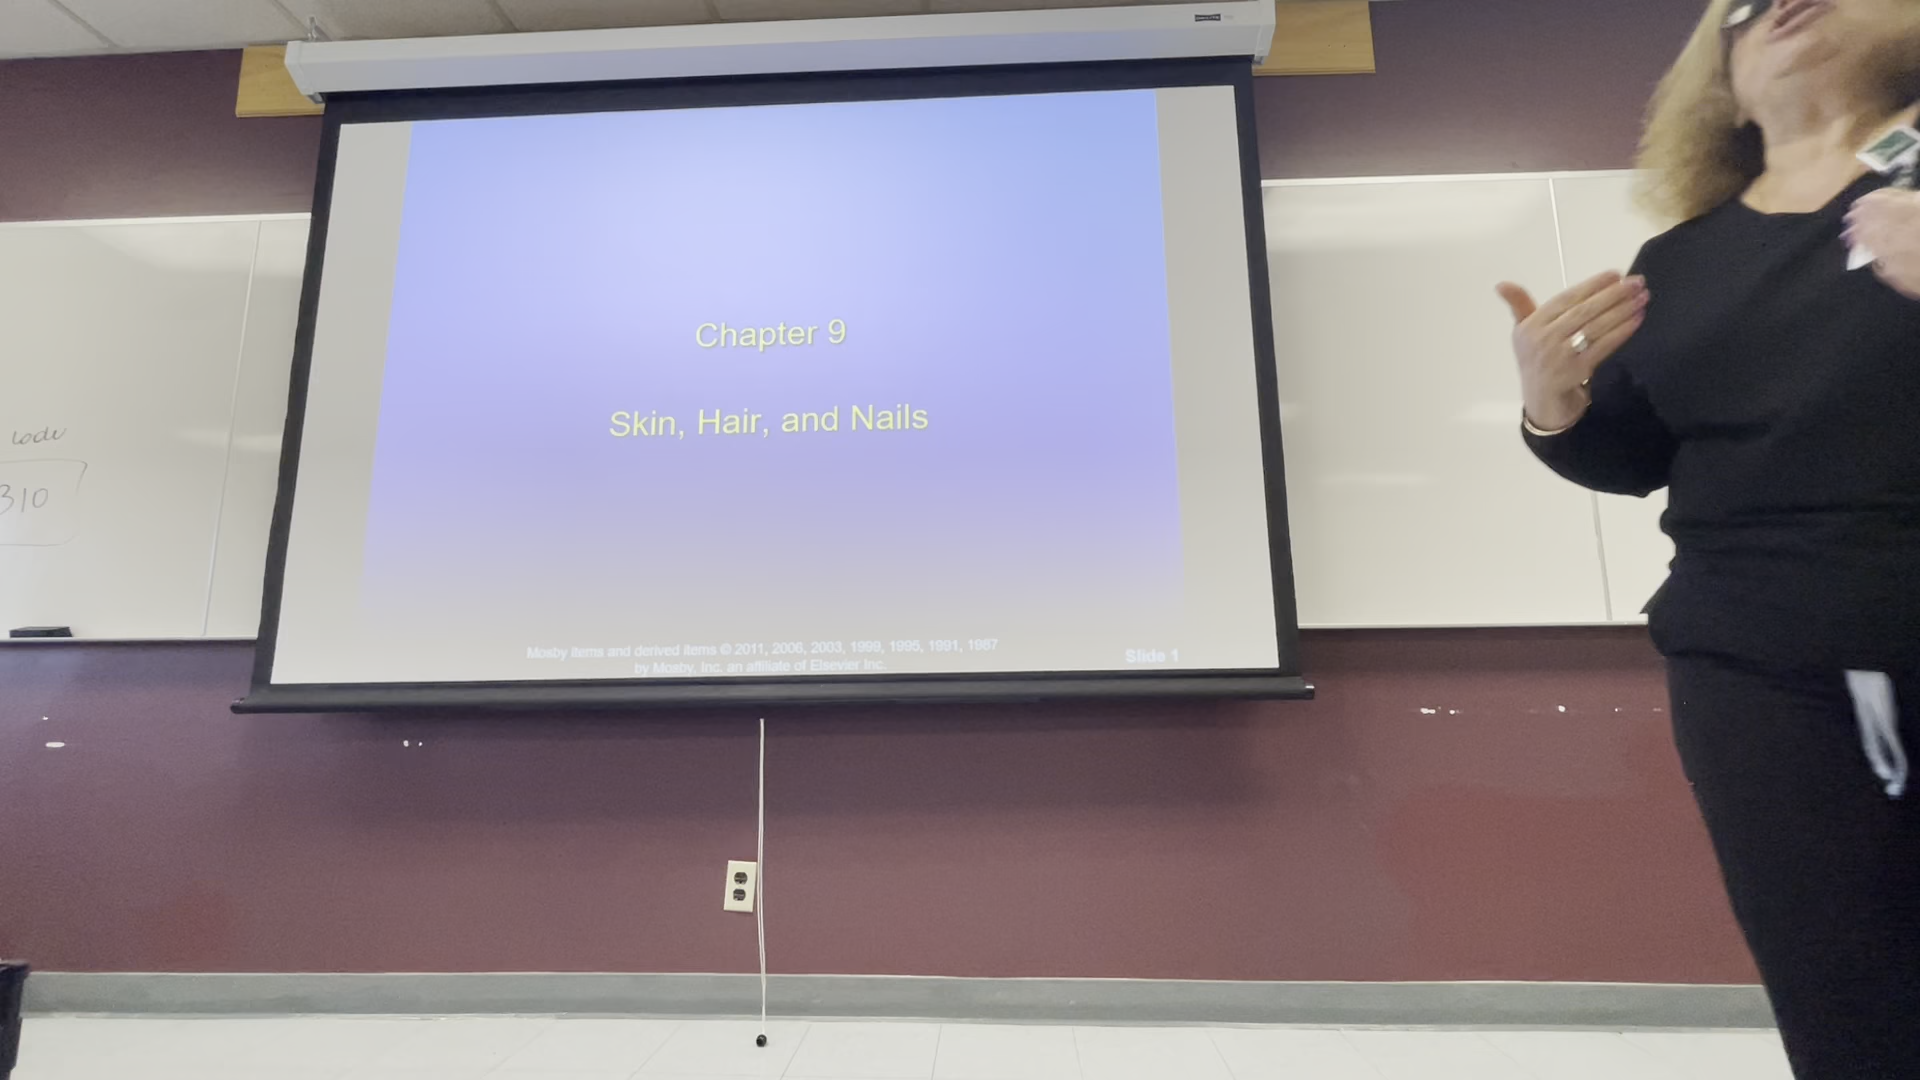 Chapter 9
Skin, Hair, and Nails
Mosby items and derived items © 2011, 2006, 2003, 1999, 1995, 1991, 1987
by Mosby, Inc. an affiliate of Elsevier Inc.
Slide 1
code
310